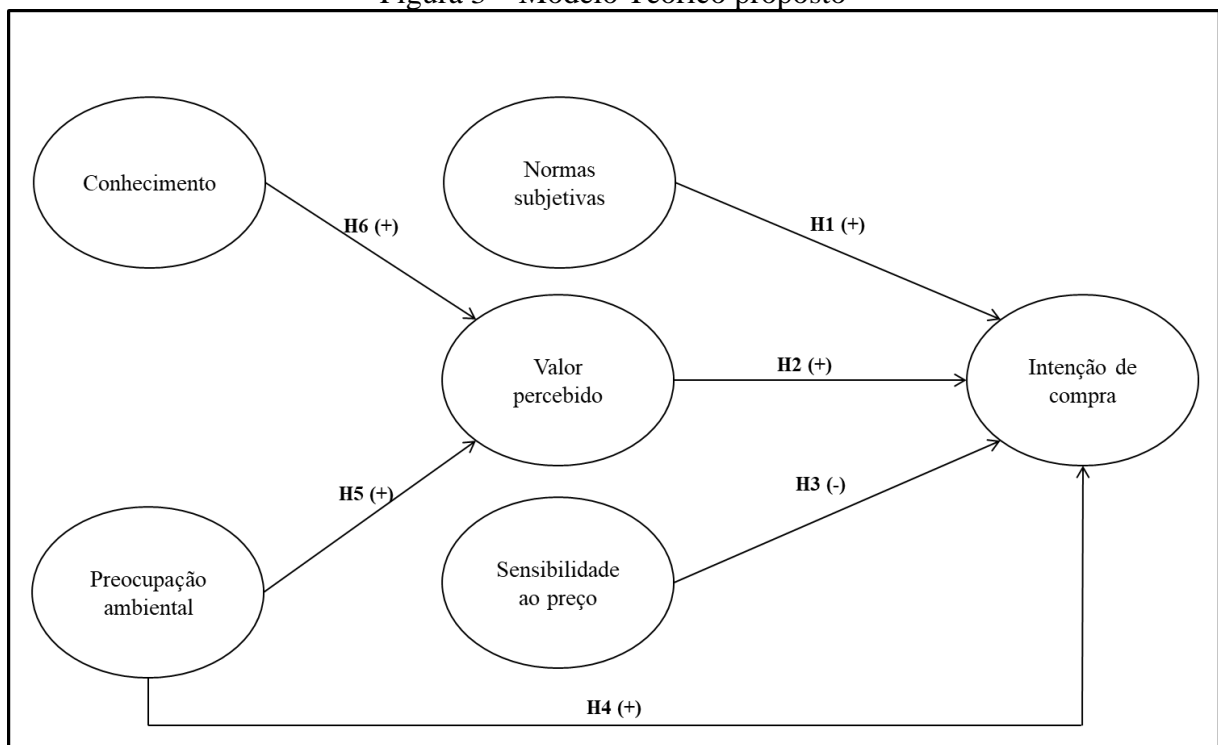 Figura – Modelo Teórico proposto
Conhecimento
Normas
subjetivas
H6 (+)
H1 (+)
Valor
percebido
H2 (+)
Intenção de
compra
H5 (+)
H3 (-)
Preocupação
ambiental
Sensibilidade
ao preço
H4 (+)